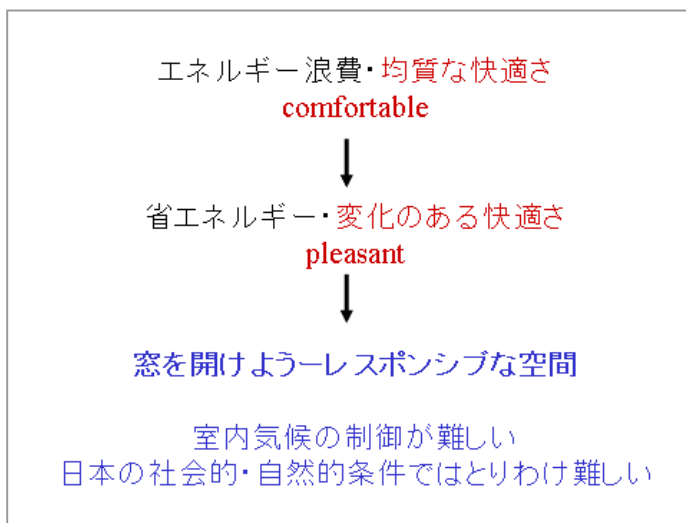 エネルギー浪費・均質な快適さ
comfortable
省エネルギー・変化のある快適さ
pleasant
窓を開けようーレスポンシブな空間
室内気候の制御が難しい
日本の社会的・自然的条件ではとりわけ難しい